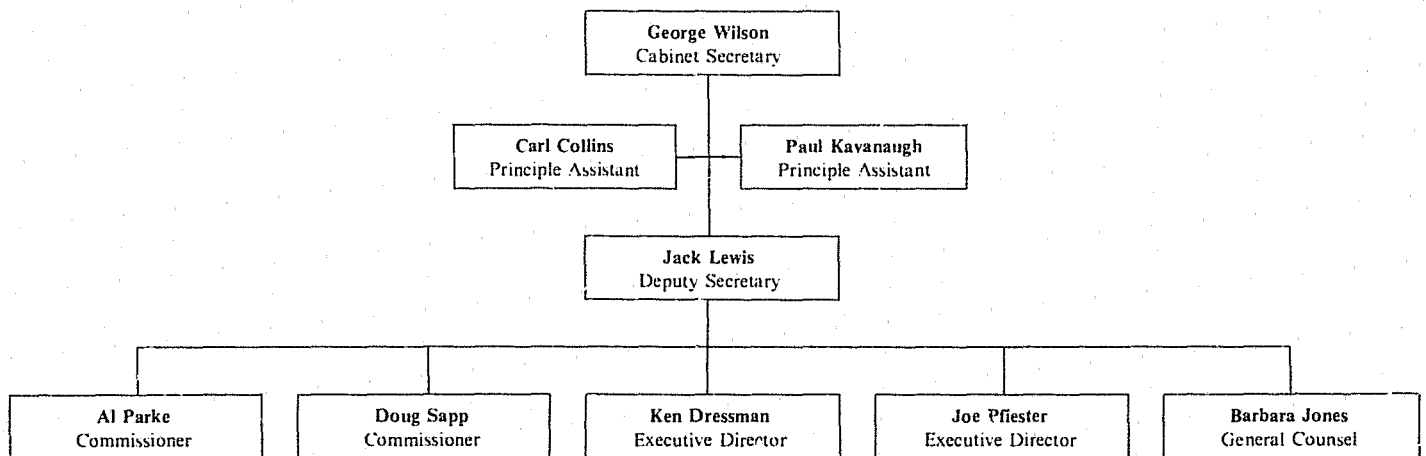 George Wilson
Cabinet Secretary
Carl Collins
Principle Assistant
Paul Kavanaugh
Principle Assistant
Jack Lewis
Deputy Secretary
Al Parke
Commissioner
Doug Sapp
Commissioner
Ken Dressman
Executive Director
Joe Pfiester
Executive Director
Barbara Jones
General Counsel